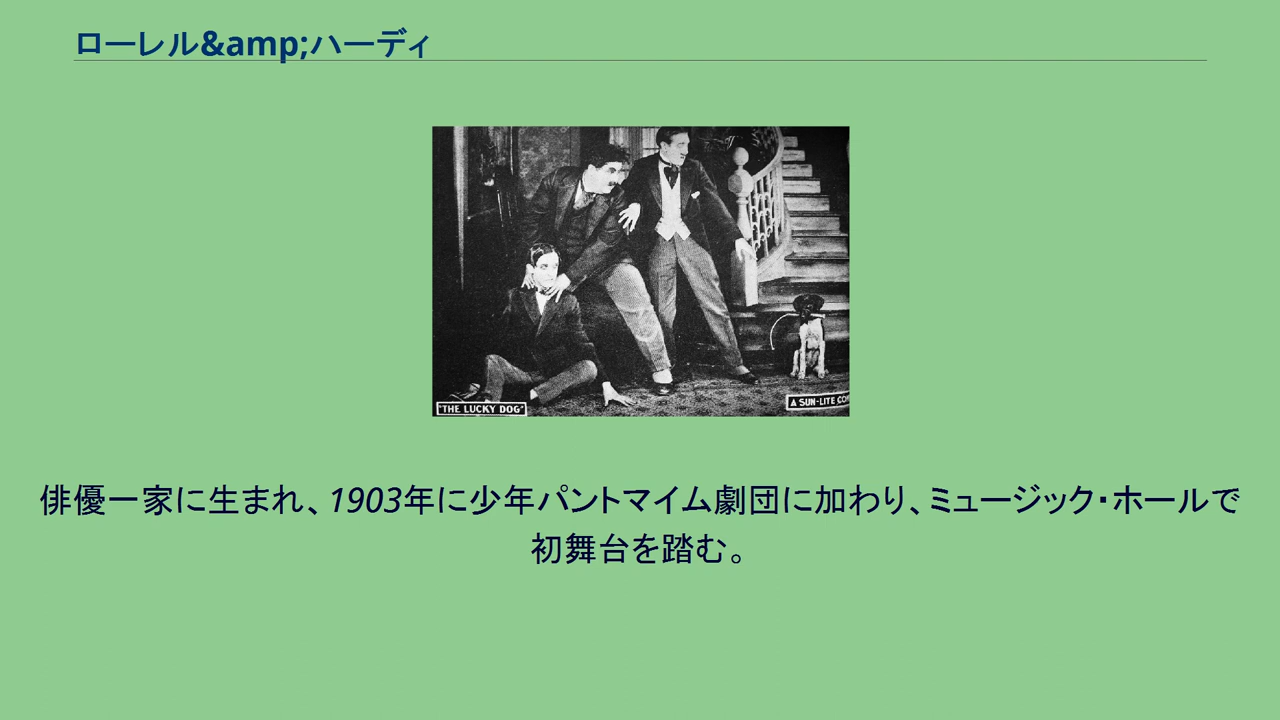 ローレル&amp;ハーディ
"THE LUCKY DOG"
A SUN-LITE
俳優一家に生まれ、1903年に少年パントマイム劇団に加わり、ミュージック・ホールで
初舞台を踏む。